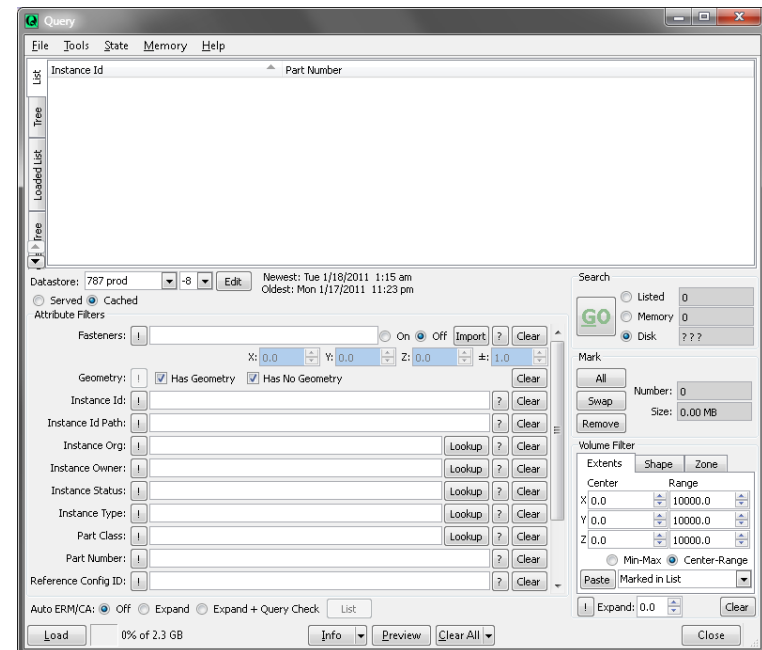 Query
File Tools State Memory Help
List Instance Id Part Number
Tree
Loaded List
Tree
Datastore: 787 prod -8 Edit Newest: Tue 1/18/2011 1:15 am
Oldest: Mon 1/17/2011 11:23 pm
Served Cached
Attribute Filters
Fasteners: ! On Off Import ? Clear
X: 0.0 Y: 0.0 Z: 0.0 ±: 1.0
Geometry: ! Has Geometry Has No Geometry Clear
Instance Id: ! ? Clear
Instance Id Path: ! ? Clear
Instance Org: ! Lookup ? Clear
Instance Owner: ! Lookup ? Clear
Instance Status: ! Lookup ? Clear
Instance Type: ! Lookup ? Clear
Part Class: ! Lookup ? Clear
Part Number: ! ? Clear
Reference Config ID: ! ? Clear
Auto ERM/CA: Off Expand Expand + Query Check List
Load 0% of 2.3 GB Info Preview Clear All
Search
GO
Listed 0
Memory 0
Disk ? ? ?
Mark
All
Swap
Remove
Number: 0
Size: 0.00 MB
Volume Filter
Extents Shape Zone
Center Range
X 0.0 10000.0
Y 0.0 10000.0
Z 0.0 10000.0
Min-Max Center-Range
Paste Marked in List
! Expand: 0.0 Clear
Close